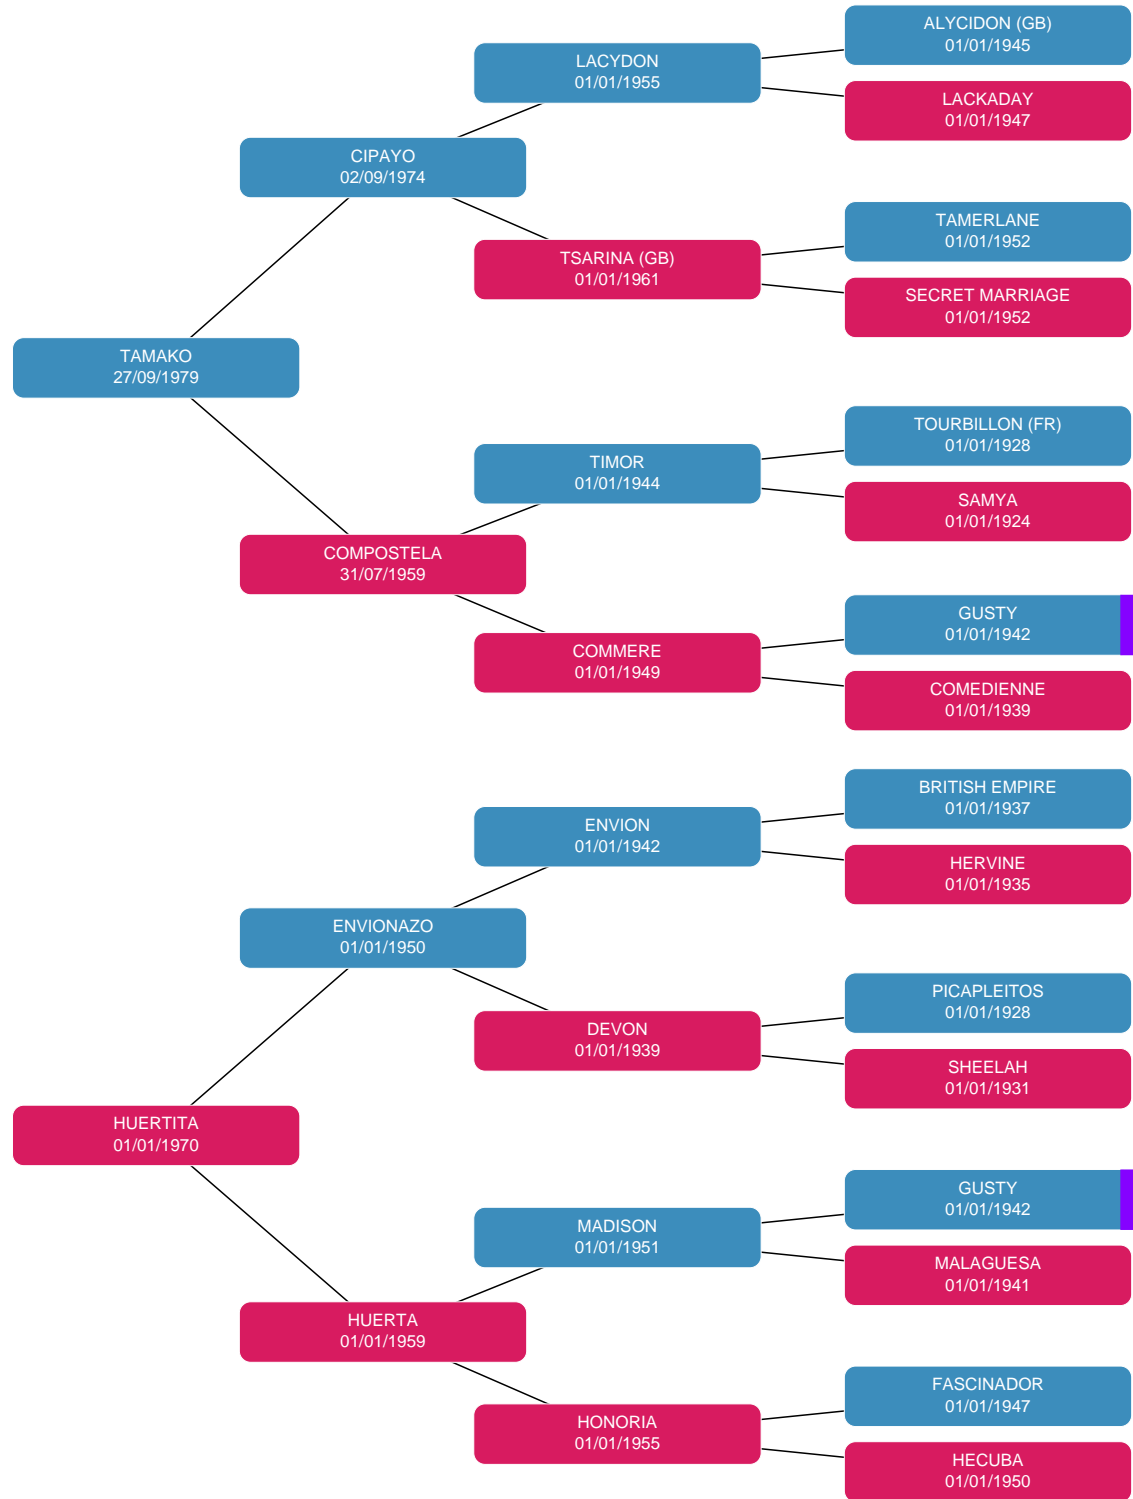 ALYCIDON (GB)
01/01/1945
LACYDON
01/01/1955
LACKADAY
01/01/1947
CIPAYO
02/09/1974
TAMERLANE
01/01/1952
TSARINA (GB)
01/01/1961
SECRET MARRIAGE
01/01/1952
TAMAKO
27/09/1979
TOURBILLON (FR)
01/01/1928
TIMOR
01/01/1944
SAMYA
01/01/1924
COMPOSTELA
31/07/1959
GUSTY
01/01/1942
COMMERE
01/01/1949
COMEDIENNE
01/01/1939
BRITISH EMPIRE
01/01/1937
ENVION
01/01/1942
HERVINE
01/01/1935
ENVIONAZO
01/01/1950
PICAPLEITOS
01/01/1928
DEVON
01/01/1939
SHEELAH
01/01/1931
HUERTITA
01/01/1970
GUSTY
01/01/1942
MADISON
01/01/1951
MALAGUESA
01/01/1941
HUERTA
01/01/1959
FASCINADOR
01/01/1947
HONORIA
01/01/1955
HECUBA
01/01/1950